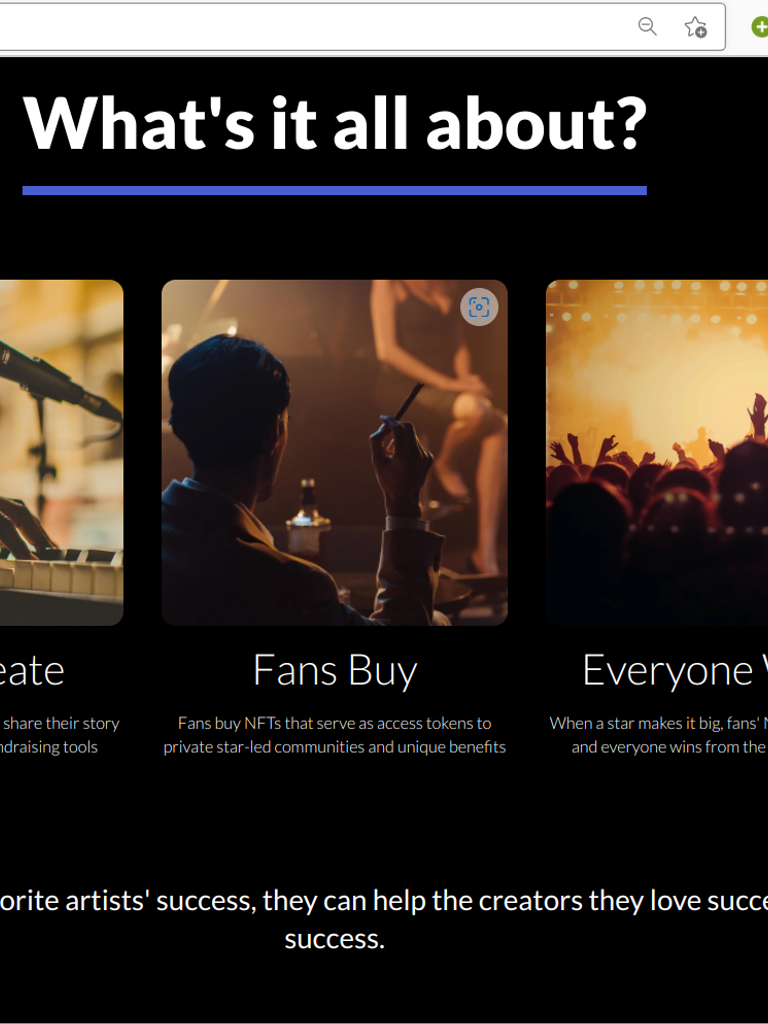 What's it all about?
eate
share their story
ndraising tools
Fans Buy
Fans buy NFTs that serve as access tokens to
private star-led communities and unique benefits
Everyone
When a star makes it big, fans'
and everyone wins from the
orite artists' success, they can help the creators they love succe
success.